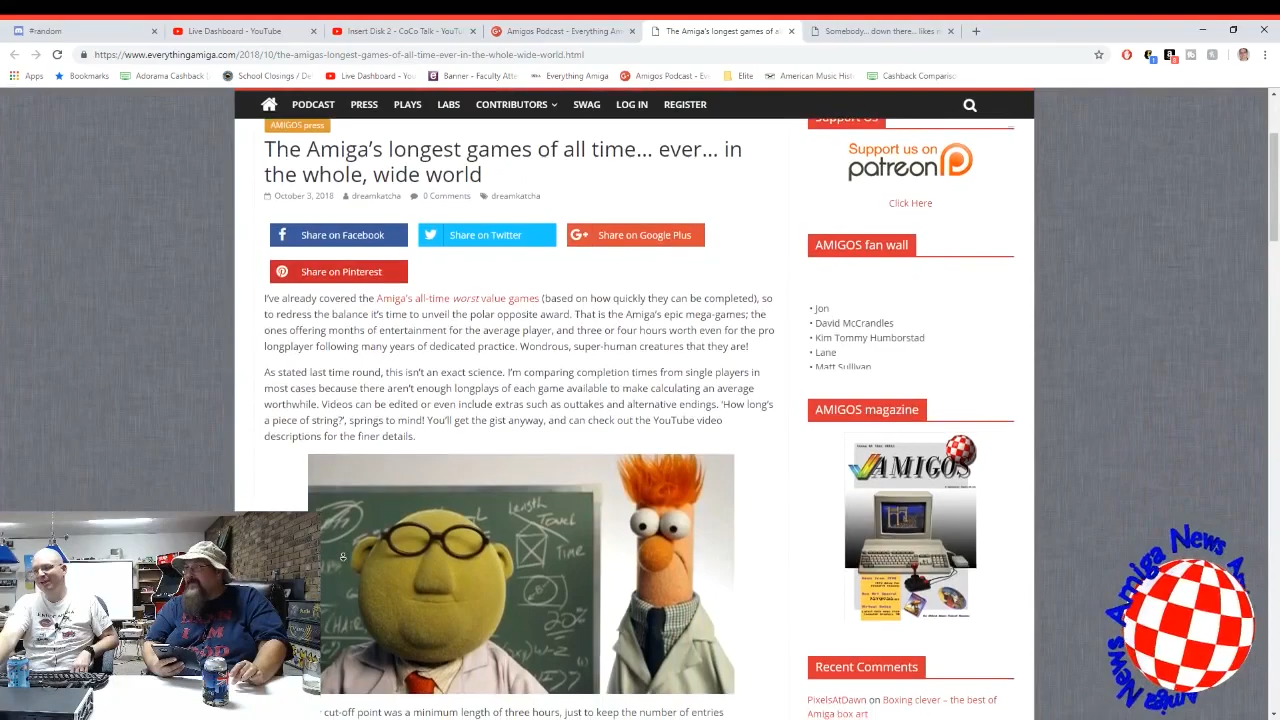 #random
Live Dashboard - YouTube
Insert Disk 2 - CoCo Talk - YouT
Amigos Podcast - Everything Am
The Amiga's longest games of al
Somebody... down there... likes
https://www.everythingamiga.com/2018/10/the-amigas-longest-games-of-all-time-ever-in-the-whole-wide-world.html
Apps
Bookmarks
Adorama Cashback
School Closings / De
Live Dashboard - You
Banner - Faculty Atte
Everything Amiga
Amigos Podcast - Ev
Elite
American Music Hist
Cashback Compariso
PODCAST PRESS PLAYS LABS CONTRIBUTORS SWAG LOG IN REGISTER
AMIGOS press
The Amiga's longest games of all time… ever… in
the whole, wide world
October 3, 2018 dreamkatcha 0 Comments dreamkatcha
Share on Facebook
Share on Twitter
Share on Google Plus
Share on Pinterest
I've already covered the Amiga's all-time worst value games (based on how quickly they can be completed), so
to redress the balance it's time to unveil the polar opposite award. That is the Amiga's epic mega-games; the
ones offering months of entertainment for the average player, and three or four hours worth even for the pro
longplayer following many years of dedicated practice. Wondrous, super-human creatures that they are!
As stated last time round, this isn't an exact science. I'm comparing completion times from single players in
most cases because there aren't enough longplays of each game available to make calculating an average
worthwhile. Videos can be edited or even include extras such as outtakes and alternative endings. 'How long's
a piece of string?', springs to mind! You'll get the gist anyway, and can check out the YouTube video
descriptions for the finer details.
Length
Time
20%
cut-off point was a minimum length of three hours, just to keep the number of entries
Support Us
Support us on
patreon
Click Here
AMIGOS fan wall
• Jon
• David McCrandles
• Kim Tommy Humborstad
• Lane
• Matt Sullivan
AMIGOS magazine
AMIGOS
Recent Comments
PixelsAtDawn on Boxing clever – the best of
Amiga box art
Amiga News